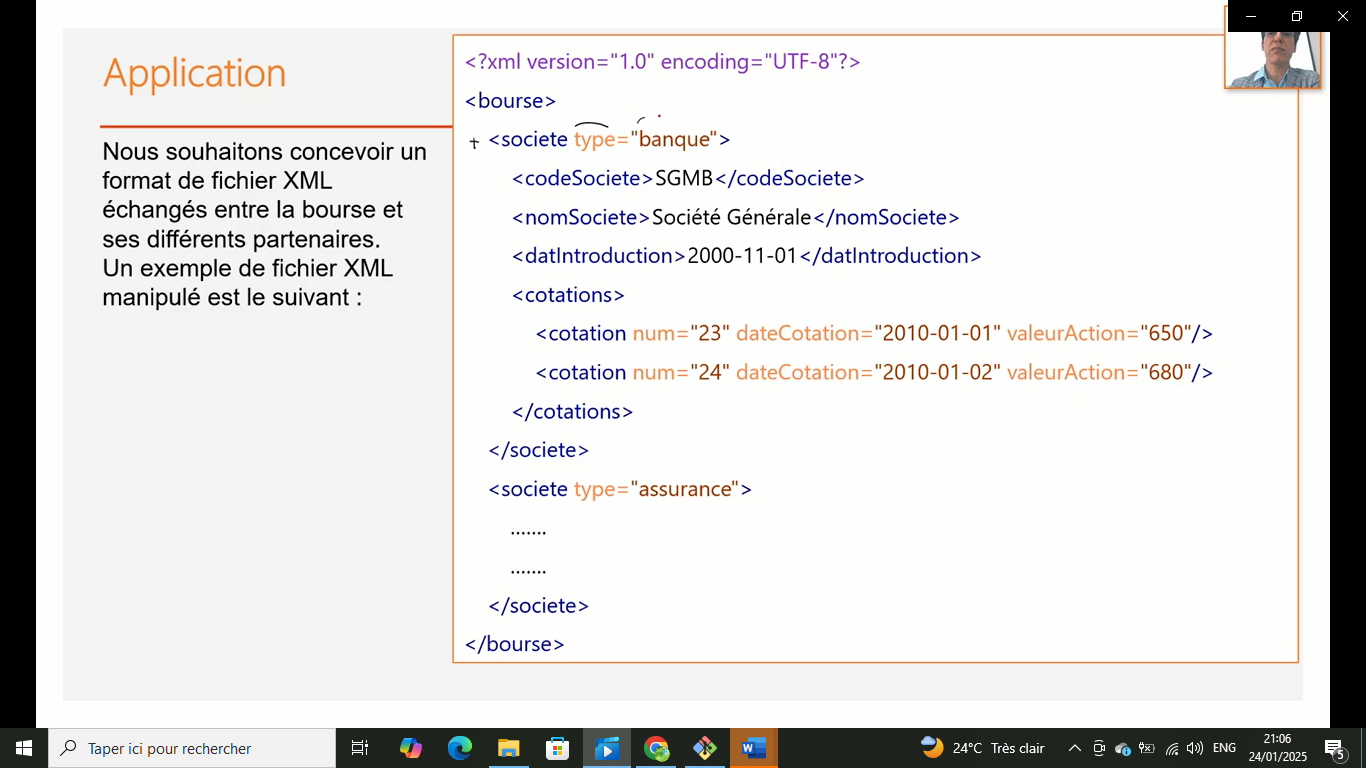 Application
Nous souhaitons concevoir un
format de fichier XML
échangés entre la bourse et
ses différents partenaires.
Un exemple de fichier XML
manipulé est le suivant :
<?xml version="1.0" encoding="UTF-8"?>
<bourse>
<societe type="banque">
<codeSociete>SGMB</codeSociete>
<nomSociete>Société Générale</nomSociete>
<datIntroduction>2000-11-01</datIntroduction>
<cotations>
<cotation num="23" dateCotation="2010-01-01" valeurAction="650"/>
<cotation num="24" dateCotation="2010-01-02" valeurAction="680"/>
</cotations>
</societe>
<societe type="assurance">
.......
.......
</societe>
</bourse>
Taper ici pour rechercher
24°C Très clair
ENG
21:06
24/01/2025
5